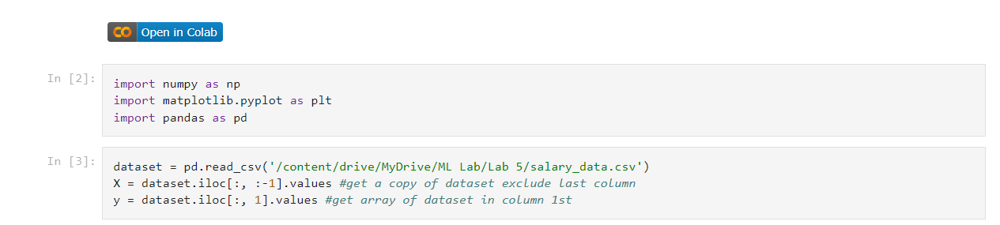 Open in Colab
In [2]:
import numpy as np
import matplotlib.pyplot as plt
import pandas as pd
In [3]:
dataset = pd.read_csv('/content/drive/MyDrive/ML Lab/Lab 5/salary_data.csv')
X = dataset.iloc[:, :-1].values #get a copy of dataset exclude last column
y = dataset.iloc[:, 1].values #get array of dataset in column 1st